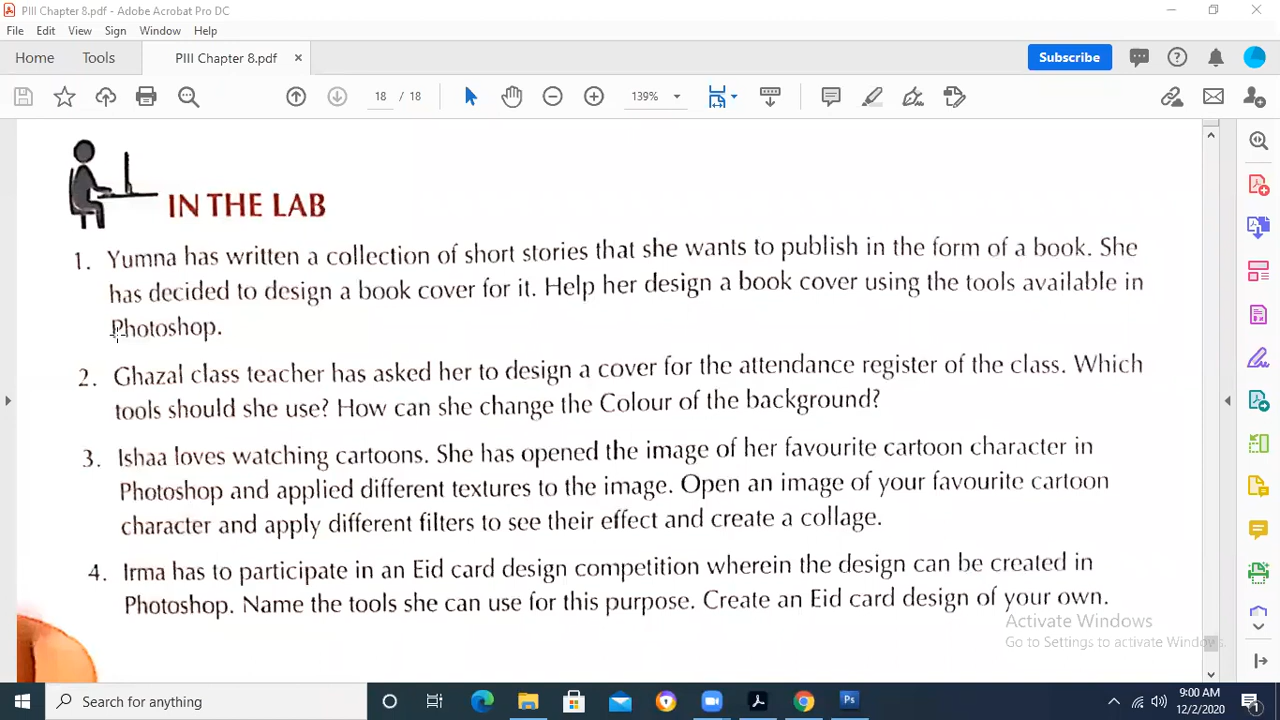 PIII Chapter 8.pdf - Adobe Acrobat Pro DC
File Edit View Sign Window Help
Home Tools PIII Chapter 8.pdf × Subscribe
18 / 18 139%
IN THE LAB
1. Yumna has written a collection of short stories that she wants to publish in the form of a book. She
has decided to design a book cover for it. Help her design a book cover using the tools available in
Photoshop.
2. Ghazal class teacher has asked her to design a cover for the attendance register of the class. Which
tools should she use? How can she change the Colour of the background?
3. Ishaa loves watching cartoons. She has opened the image of her favourite cartoon character in
Photoshop and applied different textures to the image. Open an image of your favourite cartoon
character and apply different filters to see their effect and create a collage.
4. Irma has to participate in an Eid card design competition wherein the design can be created in
Photoshop. Name the tools she can use for this purpose. Create an Eid card design of your own.
Activate Windows
Go to Settings to activate Windows.
Search for anything
Ps
9:00 AM
12/2/2020
1